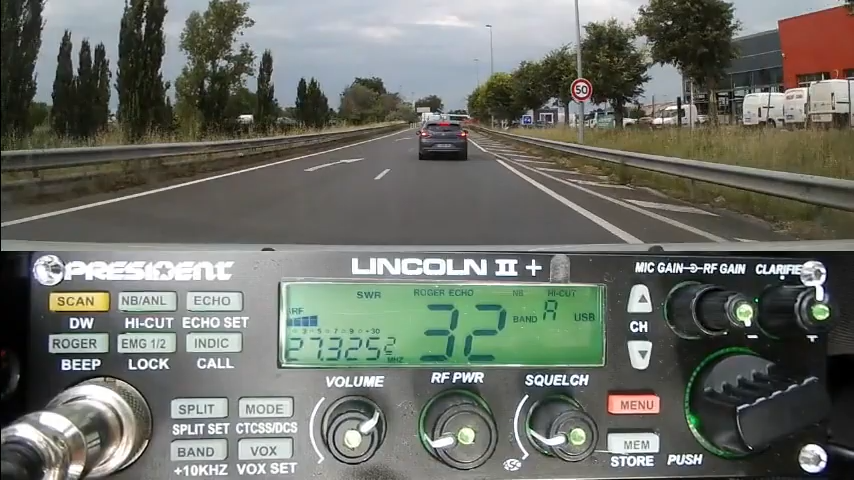 50
PRESIDENT
LINCOLN II +
MIC GAIN RF GAIN CLARIFIER
SCAN NB/ANL ECHO
DW HI-CUT ECHO SET
ROGER EMG 1/2 INDIC
BEEP LOCK CALL
SWR ROGER ECHO NB HI-CUT
RF
32 BAND A USB
27.325 MHZ
CH
VOLUME RF PWR SQUELCH
SPLIT MODE
SPLIT SET CTCSS/DCS
BAND VOX
+10KHZ VOX SET
MENU
MEM
STORE PUSH